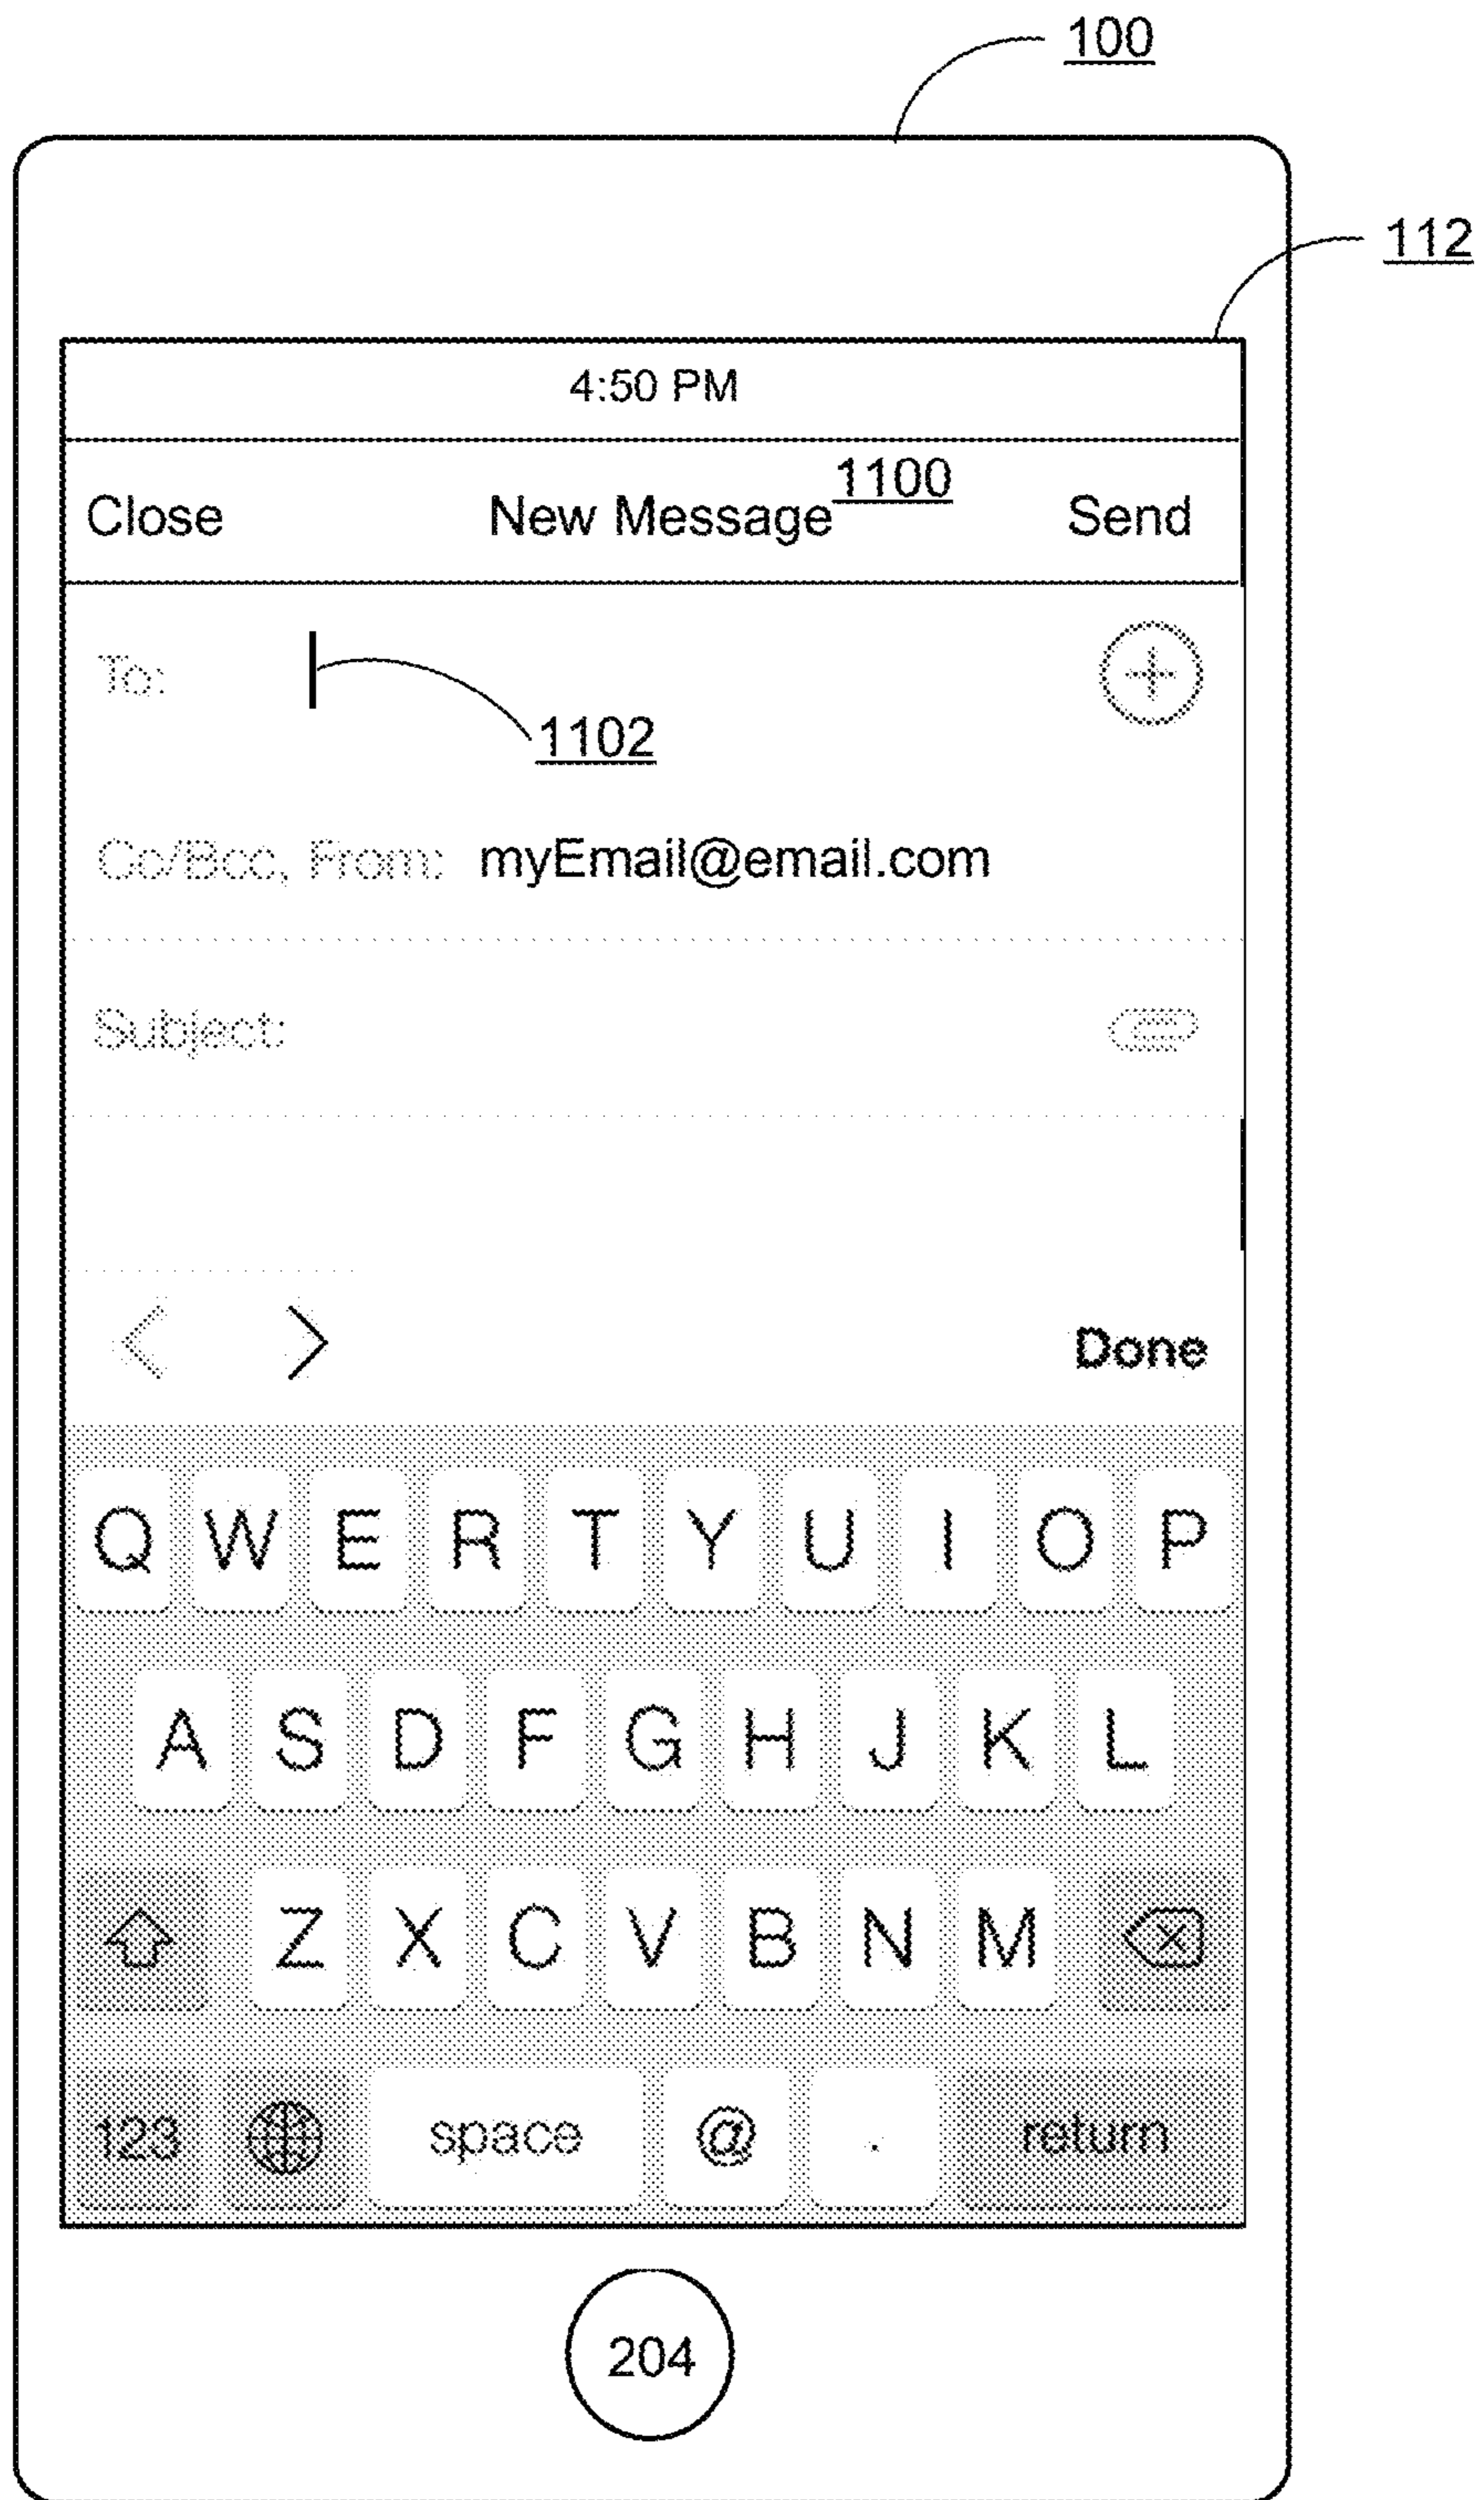 100
112
4:50 PM
Close New Message 1100 Send
To:
1102
Cc/Bcc, From: myEmail@email.com
Subject:
Done
Q W E R T Y U I O P
A S D F G H J K L
Z X C V B N M
123 space @ . return
204